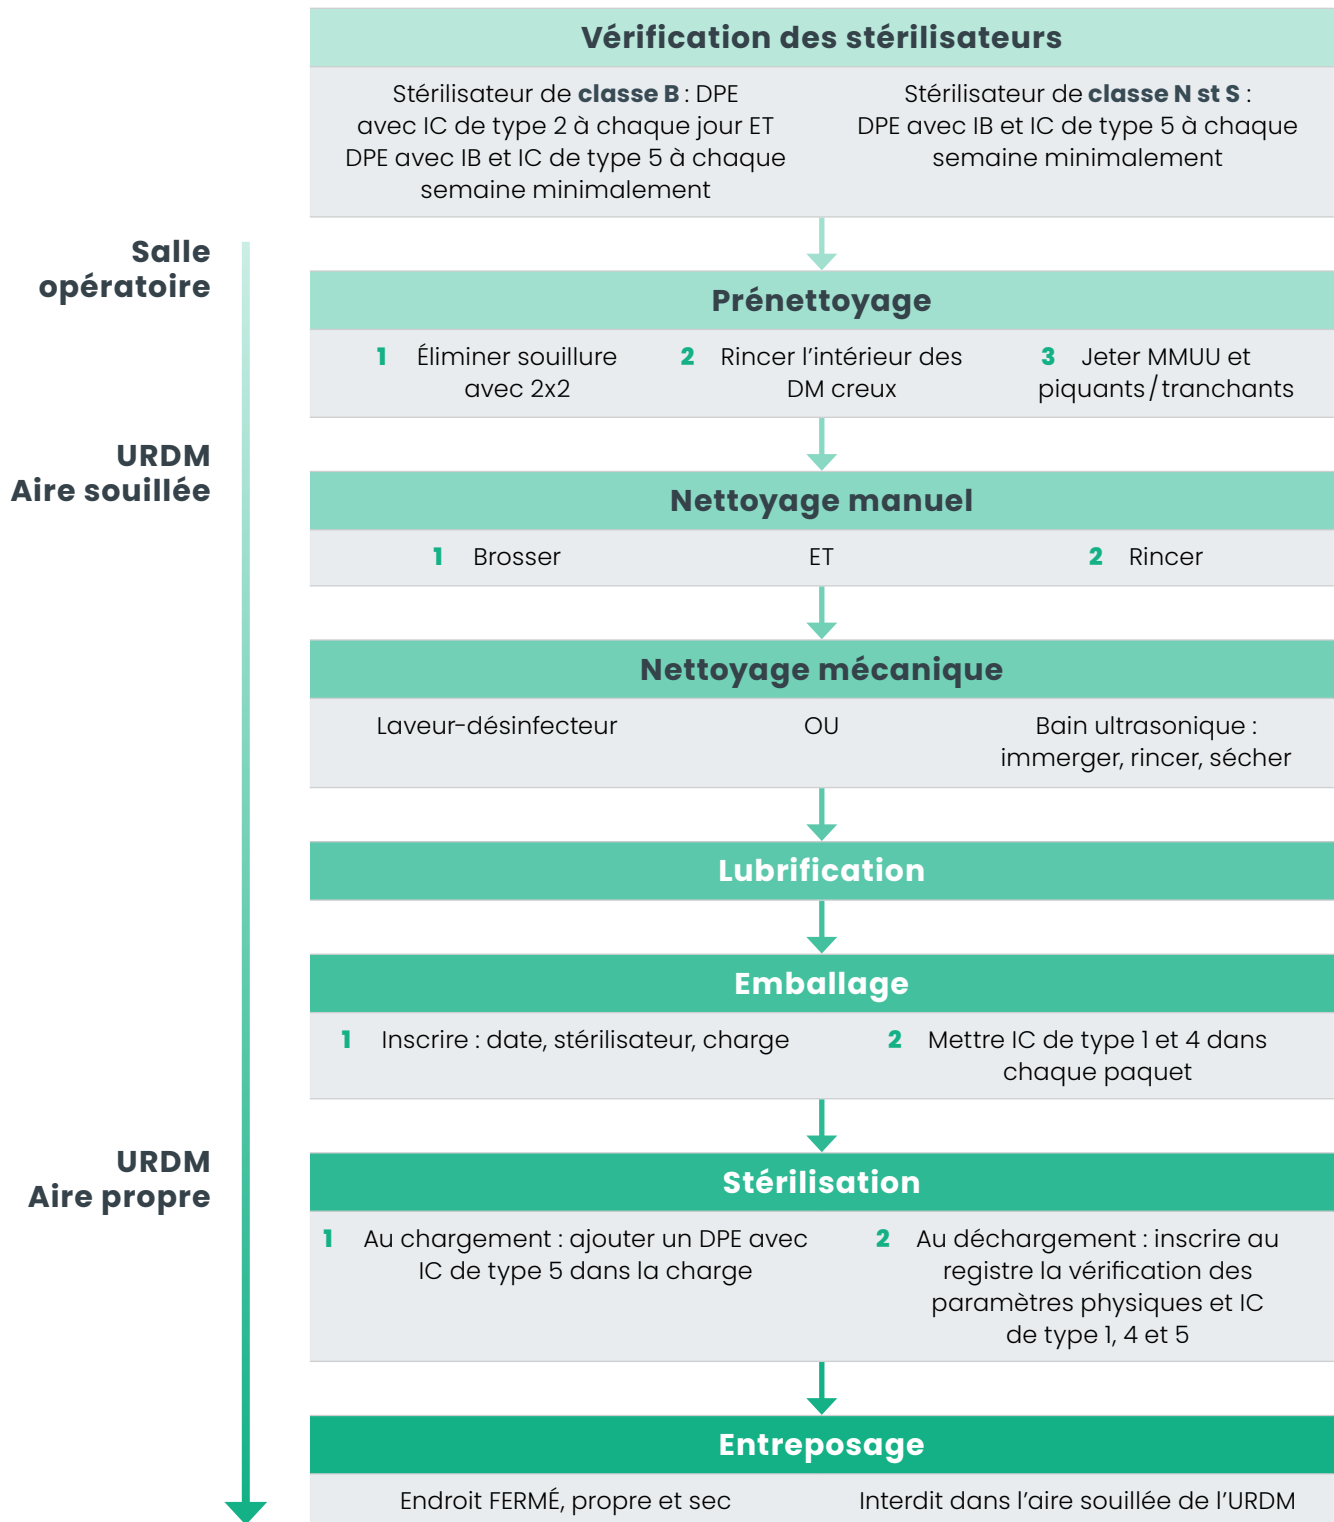 Vérification des stérilisateurs
Stérilisateur de classe B : DPE
avec IC de type 2 à chaque jour ET
DPE avec IB et IC de type 5 à chaque
semaine minimalement
Stérilisateur de classe N st S :
DPE avec IB et IC de type 5 à chaque
semaine minimalement
Salle
opératoire
Prénettoyage
1 Éliminer souillure
avec 2x2
2 Rincer l'intérieur des
DM creux
3 Jeter MMUU et
piquants / tranchants
URDM
Aire souillée
Nettoyage manuel
1 Brosser
ET
2 Rincer
Nettoyage mécanique
Laveur-désinfecteur
OU
Bain ultrasonique :
immerger, rincer, sécher
Lubrification
Emballage
1 Inscrire : date, stérilisateur, charge
2 Mettre IC de type 1 et 4 dans
chaque paquet
URDM
Aire propre
Stérilisation
1 Au chargement : ajouter un DPE avec
IC de type 5 dans la charge
2 Au déchargement : inscrire au
registre la vérification des
paramètres physiques et IC
de type 1, 4 et 5
Entreposage
Endroit FERMÉ, propre et sec
Interdit dans l'aire souillée de l'URDM